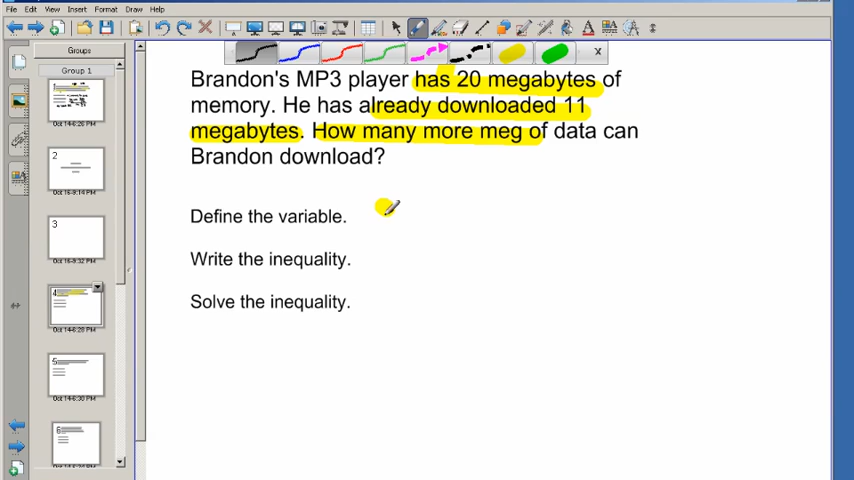 File Edit View Insert Format Draw Help
Groups
Group 1
Oct 14-6:26 PM
2
Oct 16-9:14 PM
3
Oct 16-9:32 PM
4
Oct 14-6:28 PM
5
Oct 14-6:30 PM
6
Brandon's MP3 player has 20 megabytes of
memory. He has already downloaded 11
megabytes. How many more meg of data can
Brandon download?
Define the variable.
Write the inequality.
Solve the inequality.